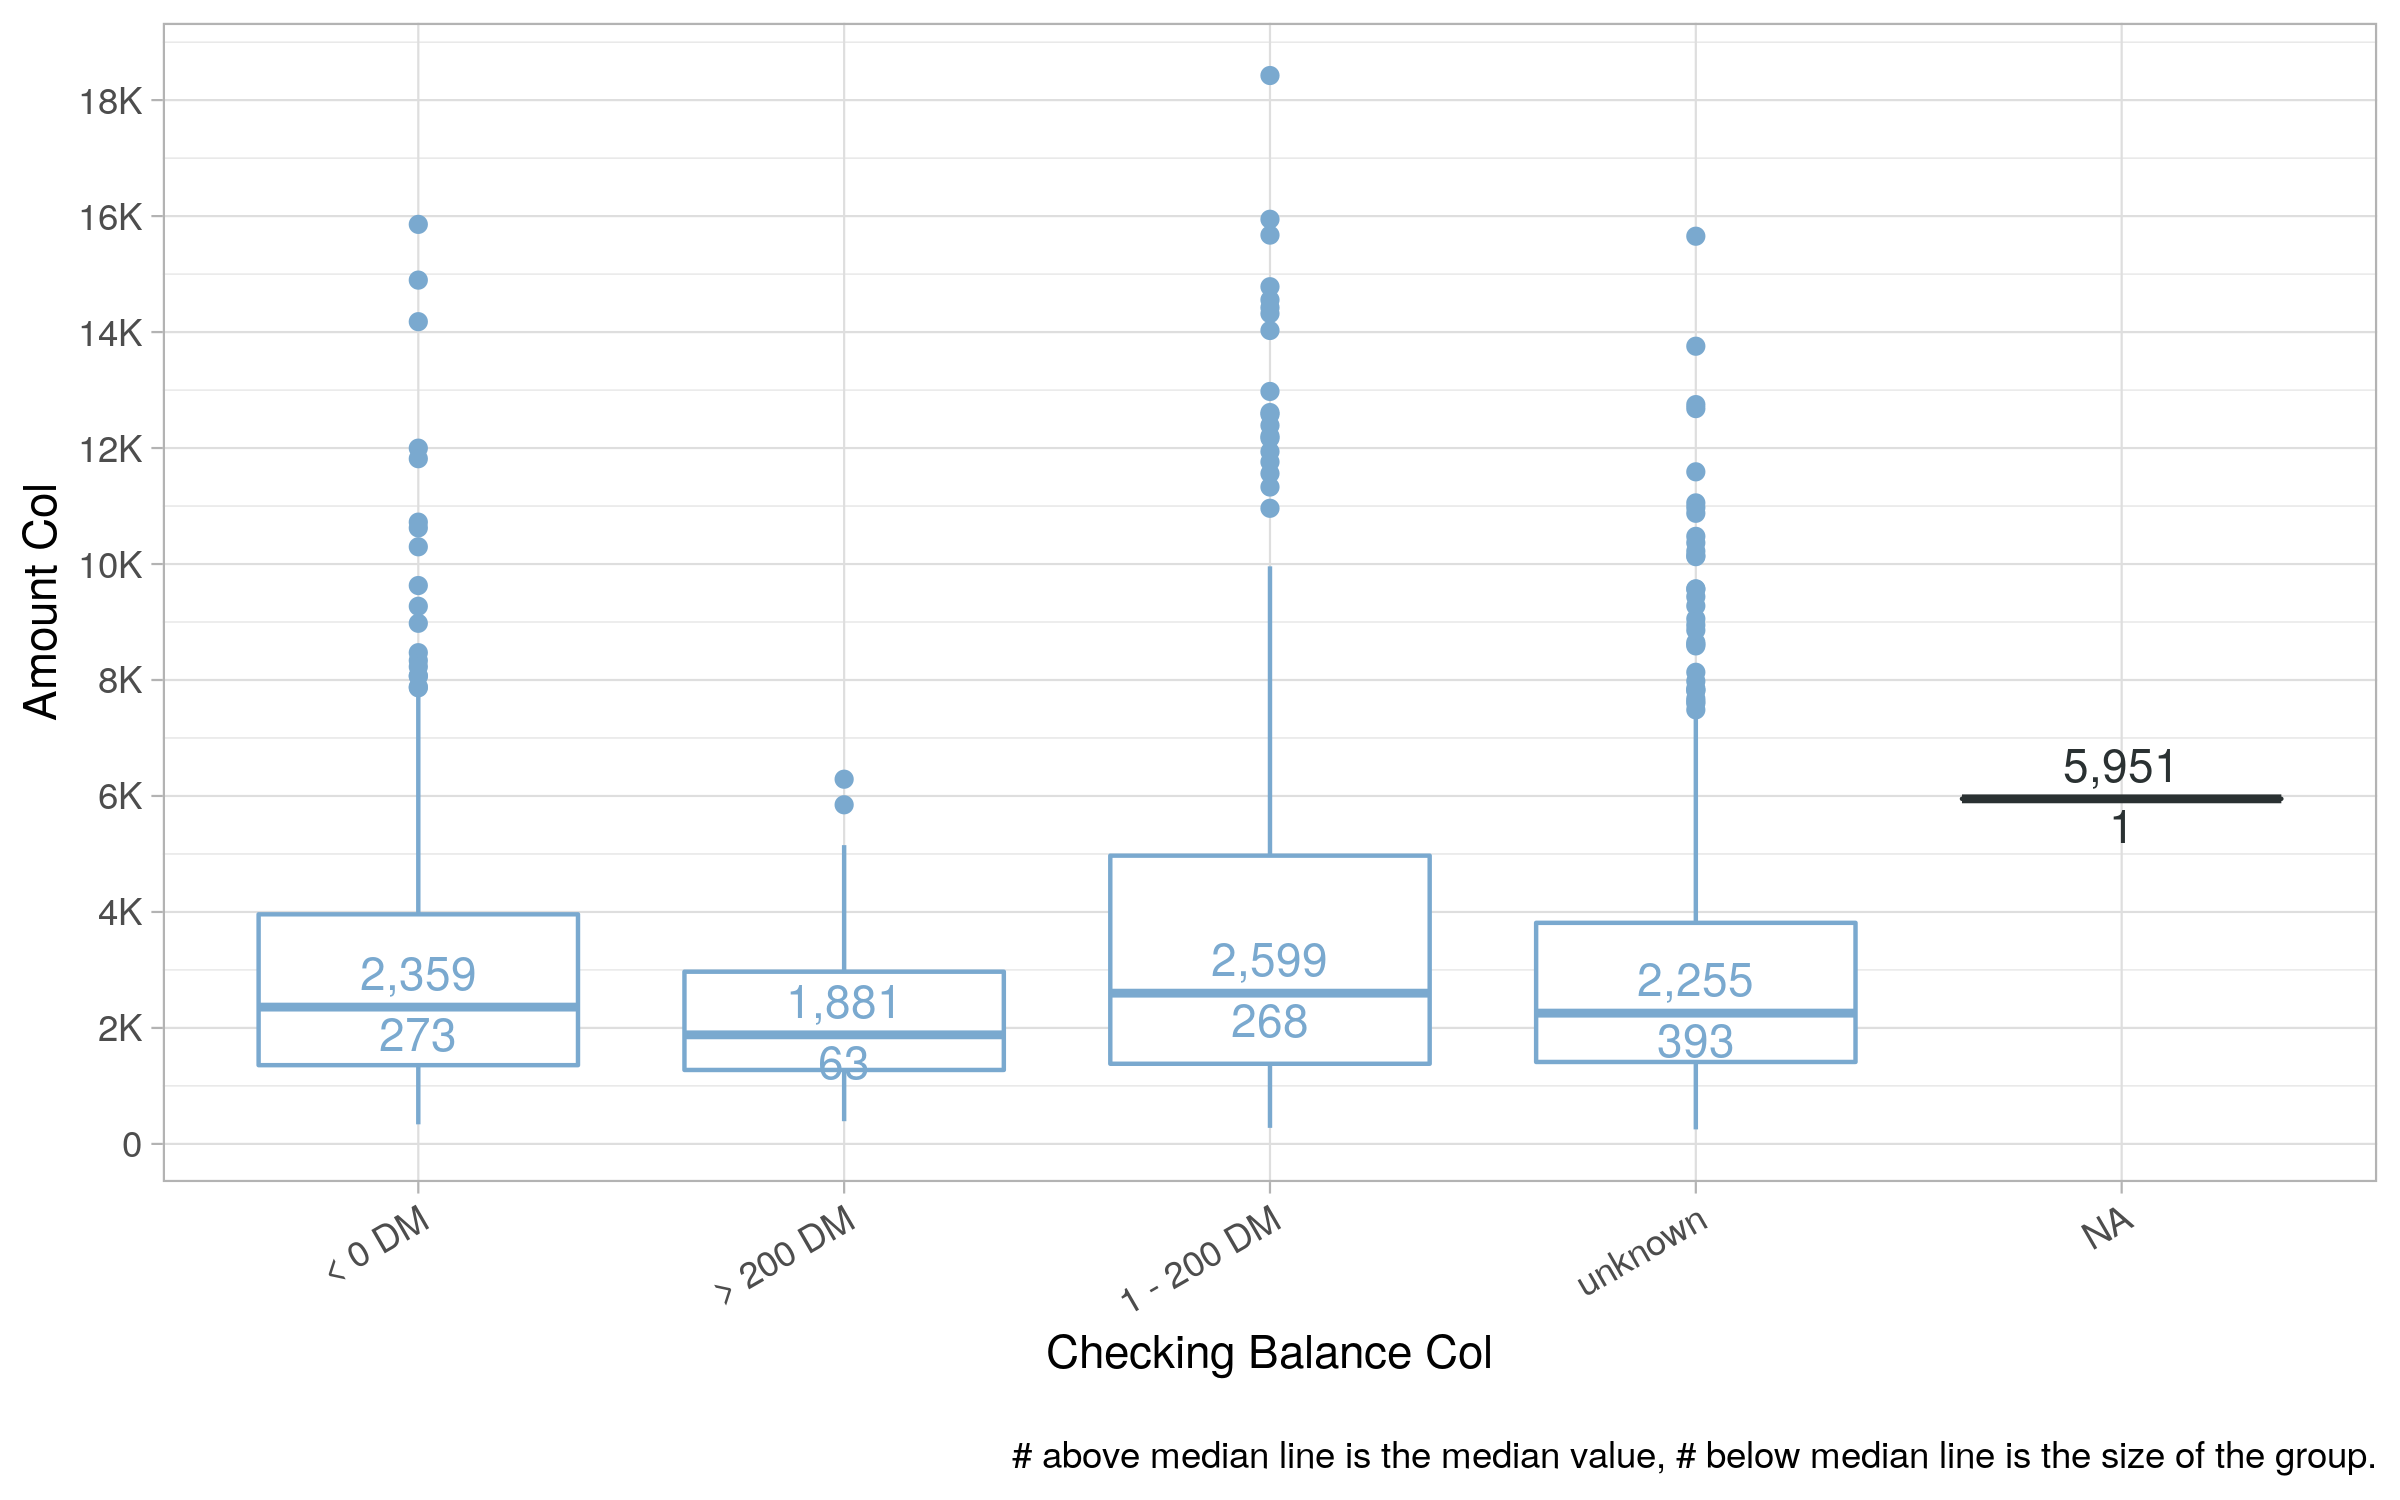 18K
16K
14K
12K
10K
8K
6K
4K
2K
0
Amount Col
2,359
273
1,881
63
2,599
268
2,255
393
5,951
1
< 0 DM
> 200 DM
1 - 200 DM
unknown
NA
Checking Balance Col
# above median line is the median value, # below median line is the size of the group.